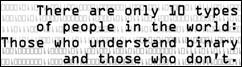 There are only 10 types
of people in the world:
Those who understand binary
and those who don't.